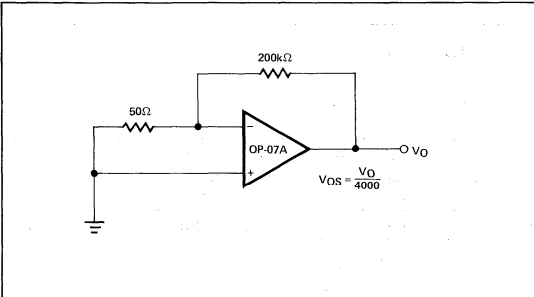 200kΩ
50Ω
−
OP-07A
+
VO
VOS = VO
4000